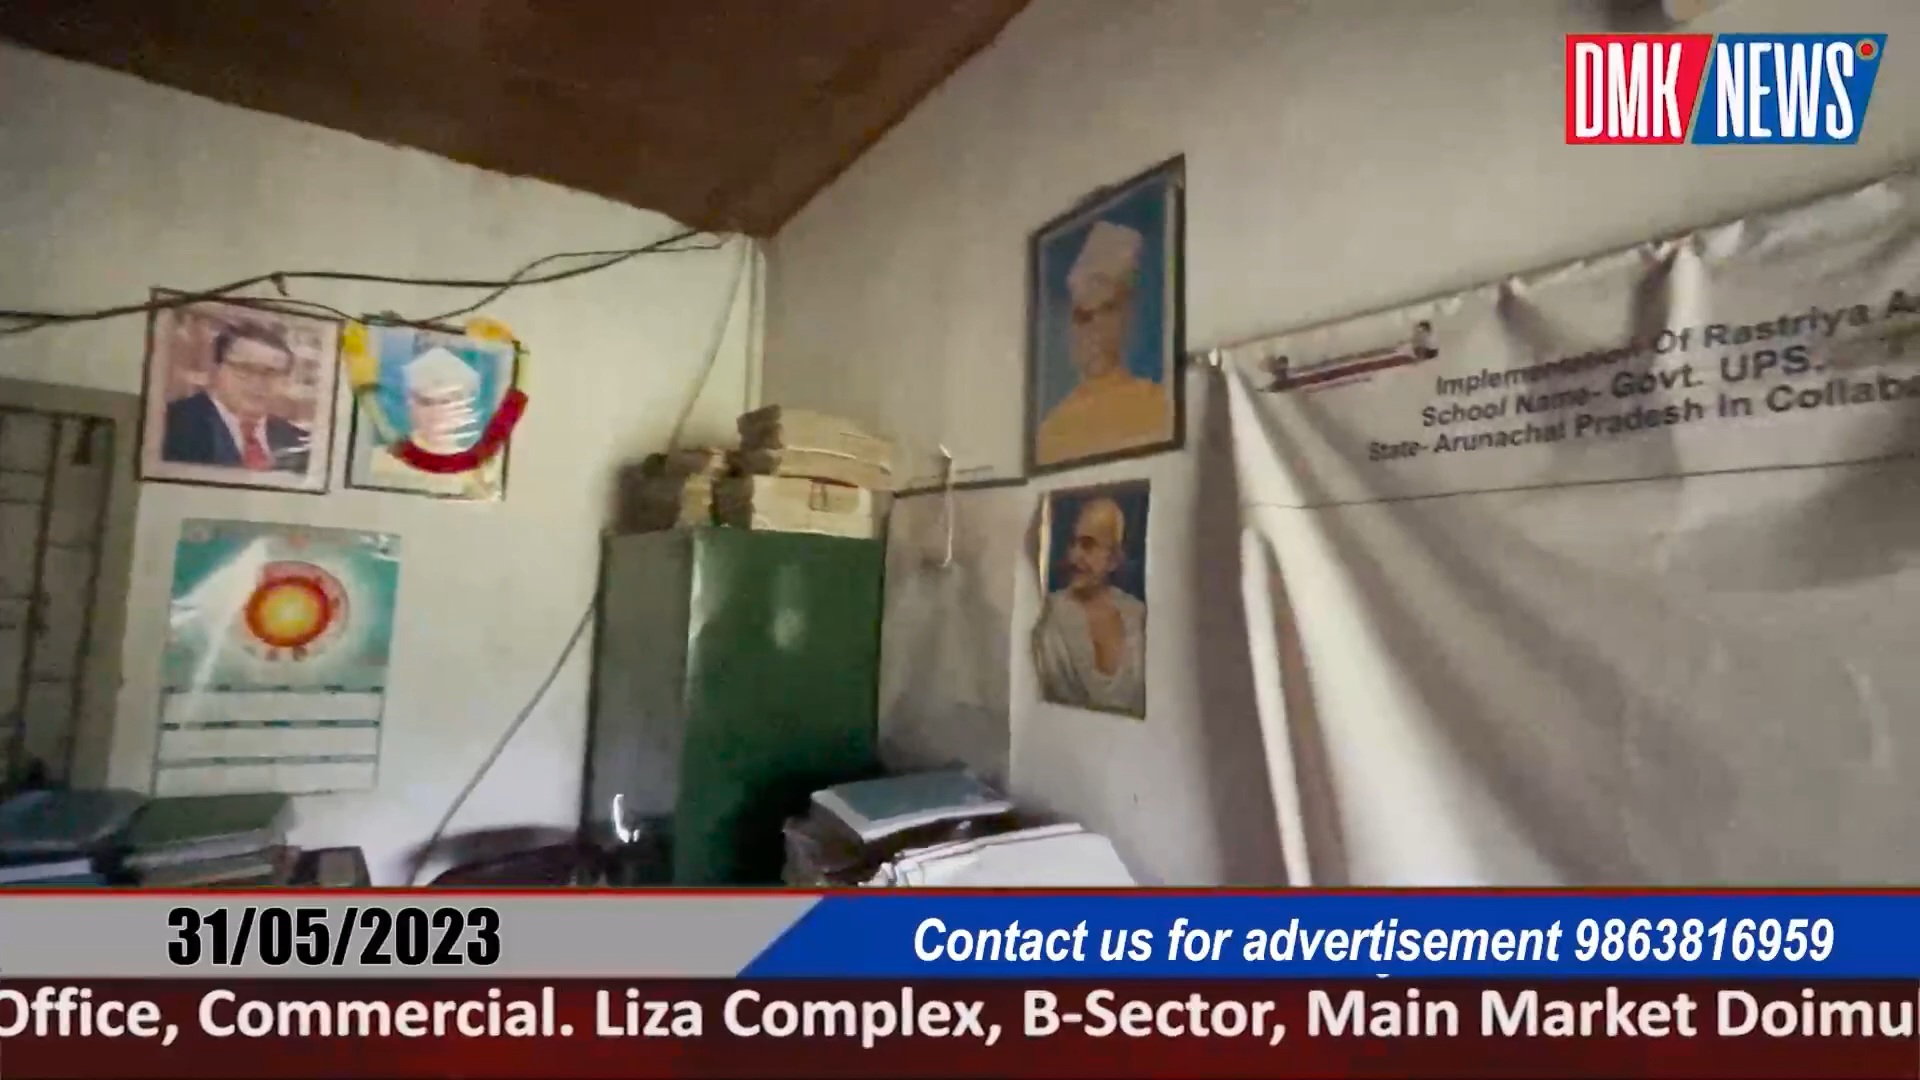 DMK NEWS
Implementation Of Rastriya
School Name- Govt. UPS.
State- Arunachal Pradesh In
31/05/2023
Contact us for advertisement 9863816959
Office, Commercial. Liza Complex, B-Sector, Main Market Doimu